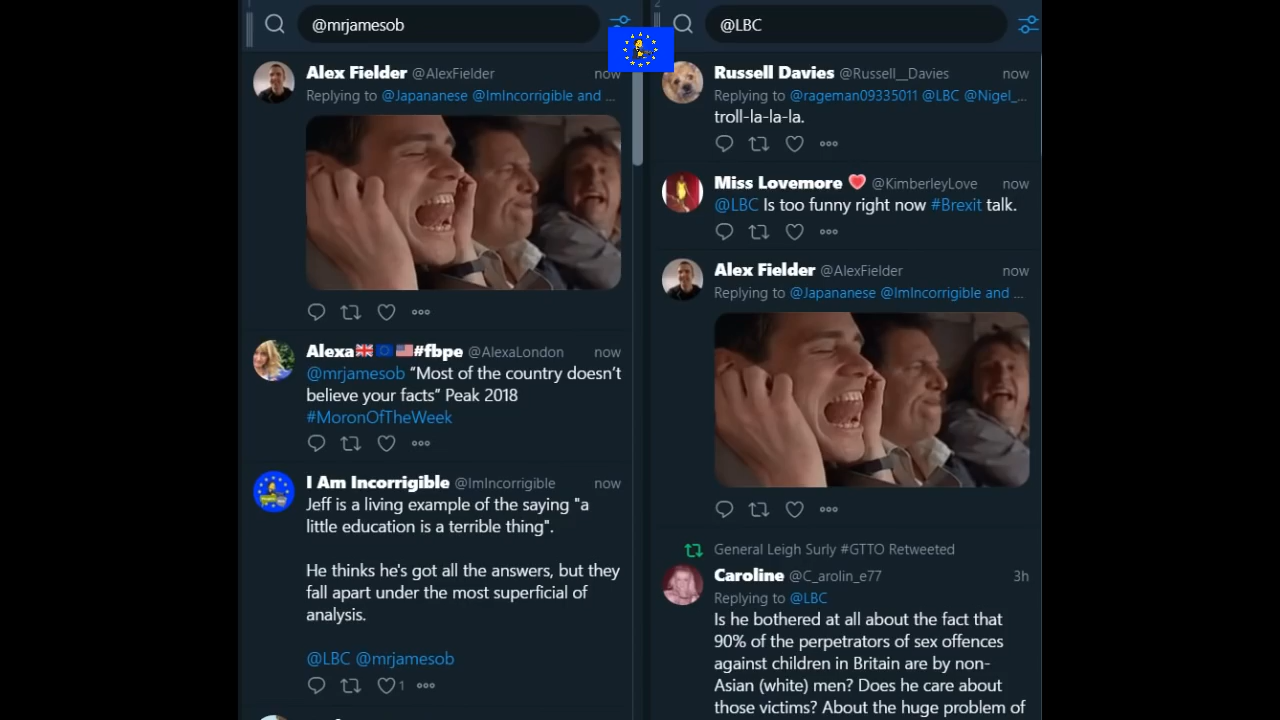 1
@mrjamesob
Alex Fielder @AlexFielder now
Replying to @Japananese @ImIncorrigible and ...
Alexa🇬🇧🇪🇺🇺🇸#fbpe @AlexaLondon now
@mrjamesob “Most of the country doesn’t
believe your facts” Peak 2018
#MoronOfTheWeek
I Am Incorrigible @ImIncorrigible now
Jeff is a living example of the saying "a
little education is a terrible thing".
He thinks he's got all the answers, but they
fall apart under the most superficial of
analysis.
@LBC @mrjamesob
1
2
@LBC
Russell Davies @Russell__Davies now
Replying to @rageman09335011 @LBC @Nigel_...
troll-la-la-la.
Miss Lovemore ❤️ @KimberleyLove now
@LBC Is too funny right now #Brexit talk.
Alex Fielder @AlexFielder now
Replying to @Japananese @ImIncorrigible and ...
General Leigh Surly #GTTO Retweeted
Caroline @C_arolin_e77 3h
Replying to @LBC
Is he bothered at all about the fact that
90% of the perpetrators of sex offences
against children in Britain are by non-
Asian (white) men? Does he care about
those victims? About the huge problem of